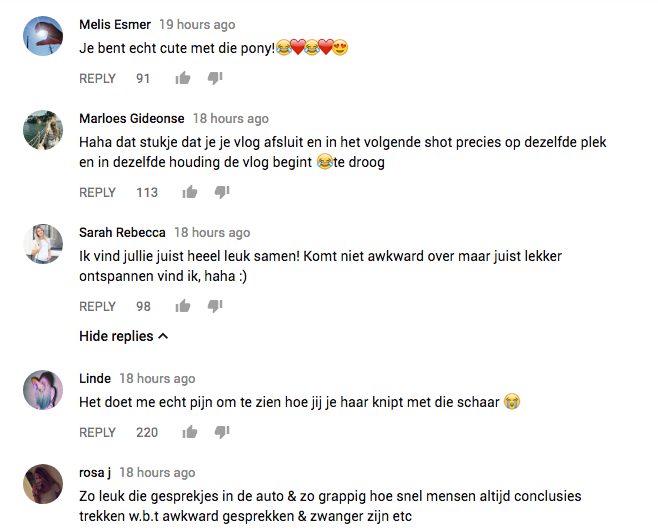 Melis Esmer 19 hours ago
Je bent echt cute met die pony!😂❤️😂❤️😍
REPLY 91
Marloes Gideonse 18 hours ago
Haha dat stukje dat je je vlog afsluit en in het volgende shot precies op dezelfde plek
en in dezelfde houding de vlog begint 😂te droog
REPLY 113
Sarah Rebecca 18 hours ago
Ik vind jullie juist heeel leuk samen! Komt niet awkward over maar juist lekker
ontspannen vind ik, haha :)
REPLY 98
Hide replies
Linde 18 hours ago
Het doet me echt pijn om te zien hoe jij je haar knipt met die schaar 😭
REPLY 220
rosa j 18 hours ago
Zo leuk die gesprekjes in de auto & zo grappig hoe snel mensen altijd conclusies
trekken w.b.t awkward gesprekken & zwanger zijn etc